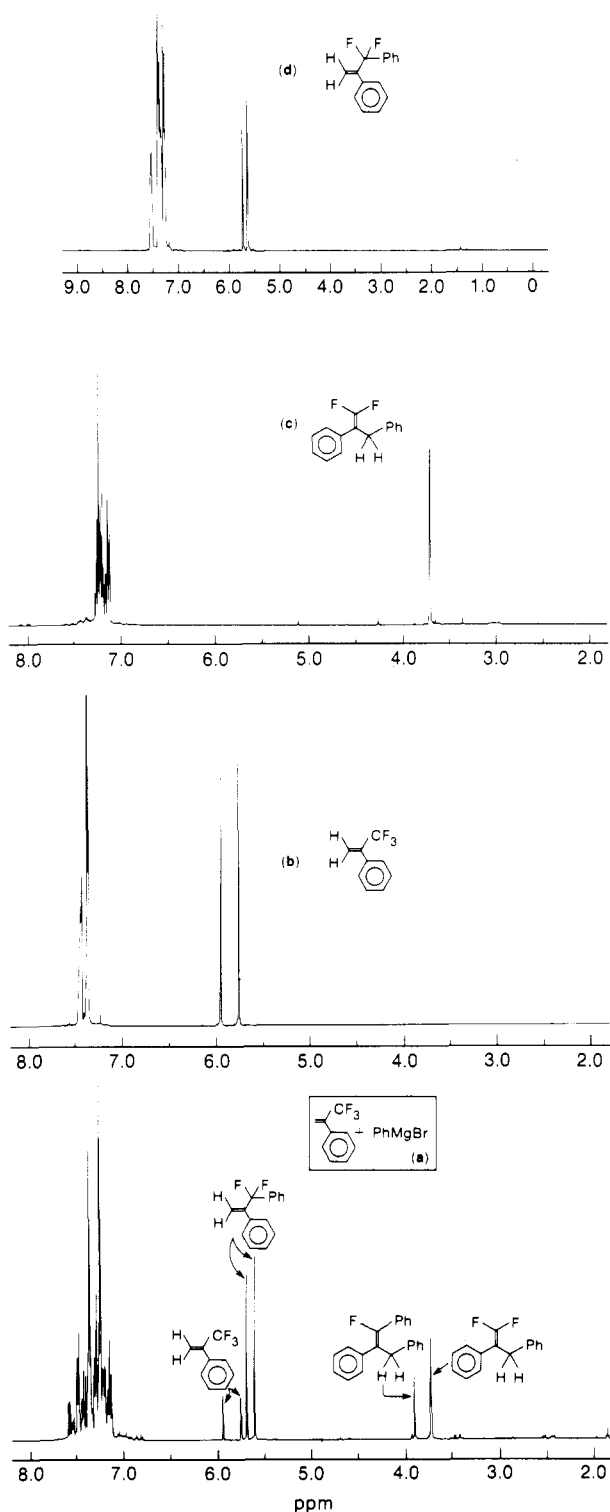 (d)
F F
H Ph
H
9.0 8.0 7.0 6.0 5.0 4.0 3.0 2.0 1.0 0
F F
(c)
Ph
H H
8.0 7.0 6.0 5.0 4.0 3.0 2.0
(b)
H CF3
H
8.0 7.0 6.0 5.0 4.0 3.0 2.0
CF3
+ PhMgBr
(a)
F F
H Ph
H
H CF3
H
F Ph
Ph
H H
F F
Ph
H H
8.0 7.0 6.0 5.0 4.0 3.0 2.0
ppm